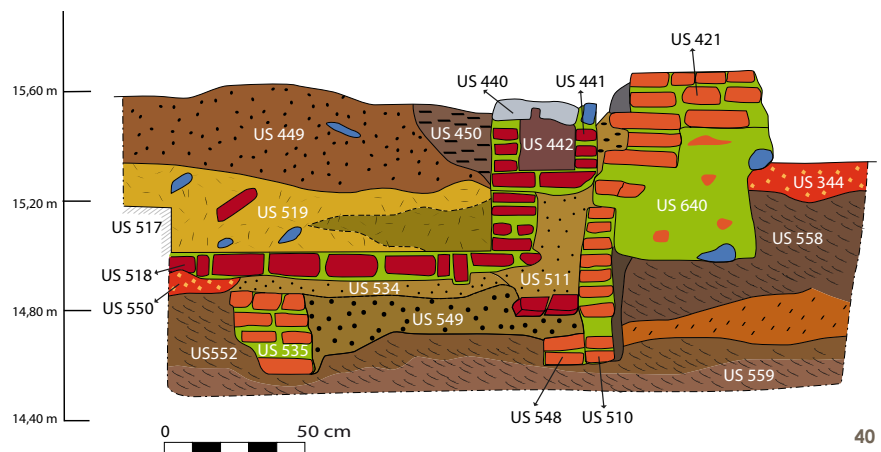 US 421
US 440
US 441
15,60 m
US 449
US 450
US 442
US 344
15,20 m
US 519
US 640
US 517
US 558
US 518
US 511
US 534
US 550
14,80 m
US 549
US552
US 535
US 559
14,40 m
US 548
US 510
0
50 cm
40